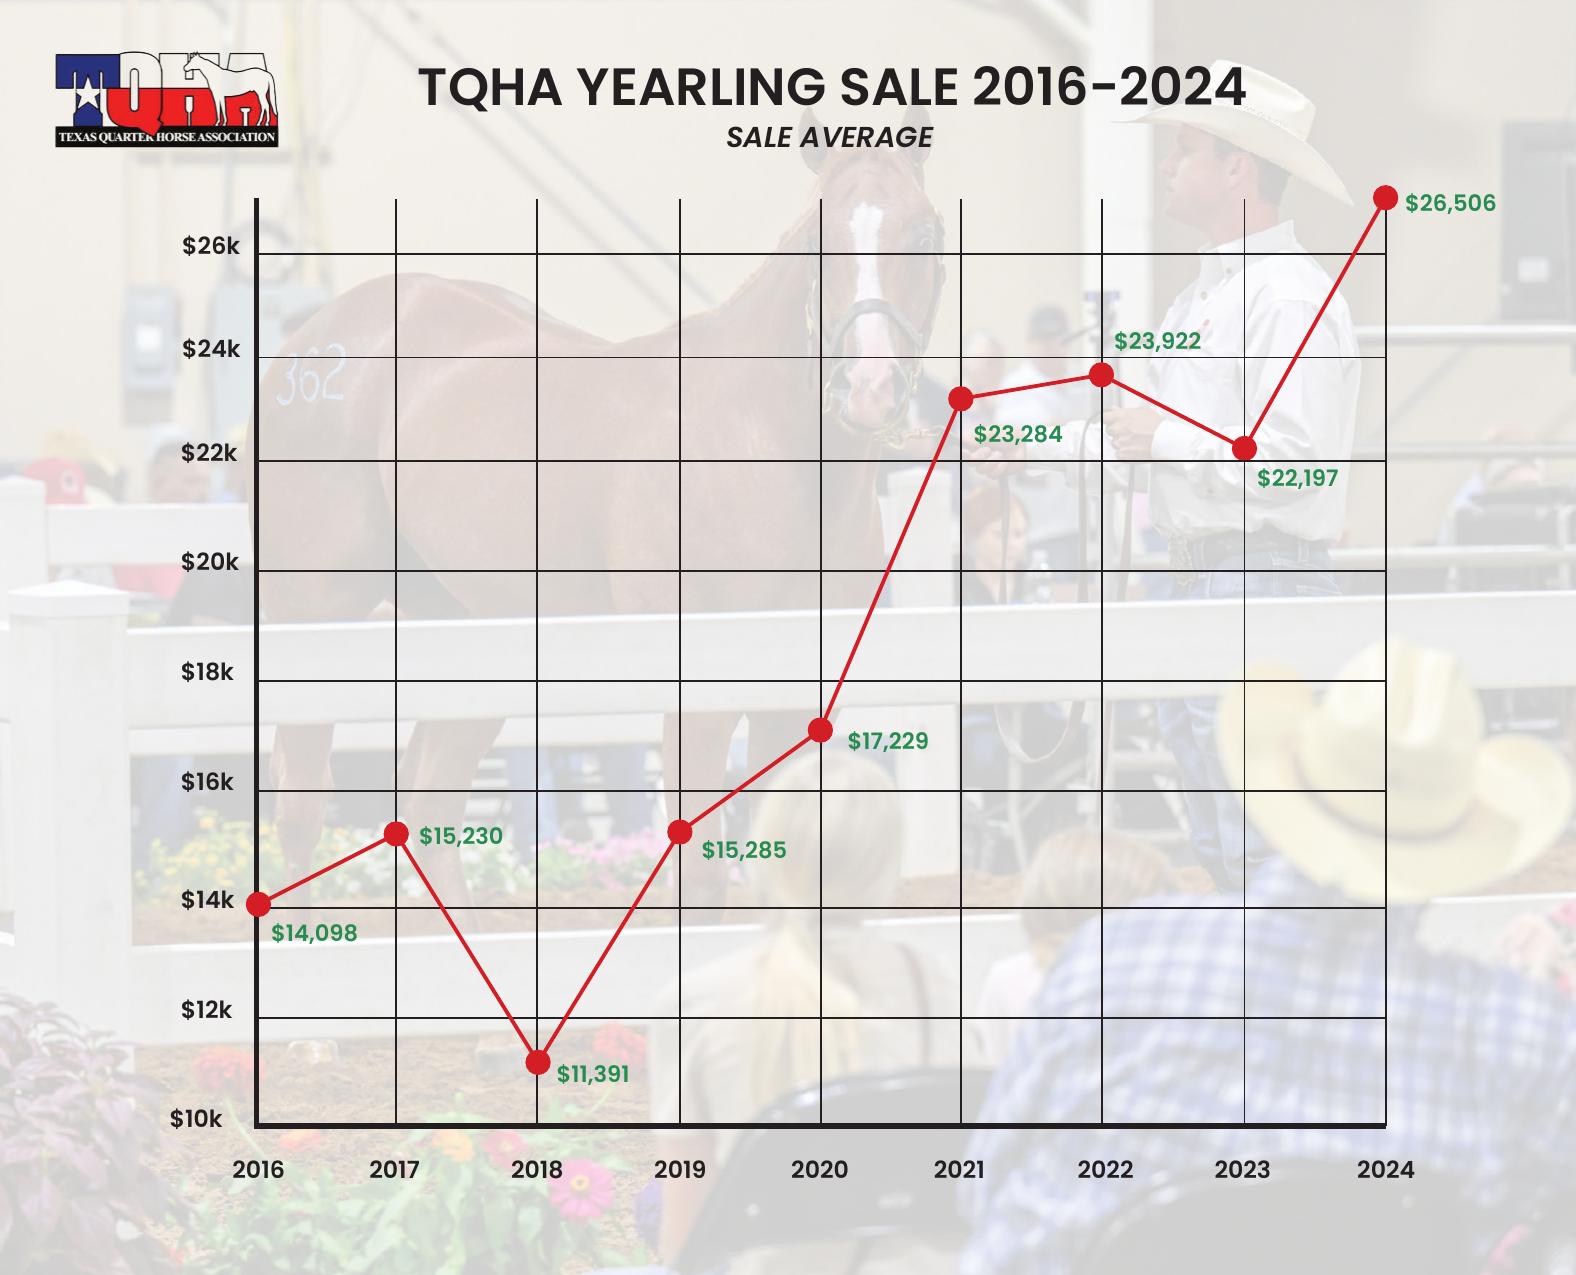 TQHA
TEXAS QUARTER HORSE ASSOCIATION
TQHA YEARLING SALE 2016-2024
SALE AVERAGE
$26,506
$26k
$24k
$23,922
362
$22k
$23,284
$22,197
$20k
$18k
$17,229
$16k
$15,230
$15,285
$14k
$14,098
$12k
$11,391
$10k
2016 2017 2018 2019 2020 2021 2022 2023 2024